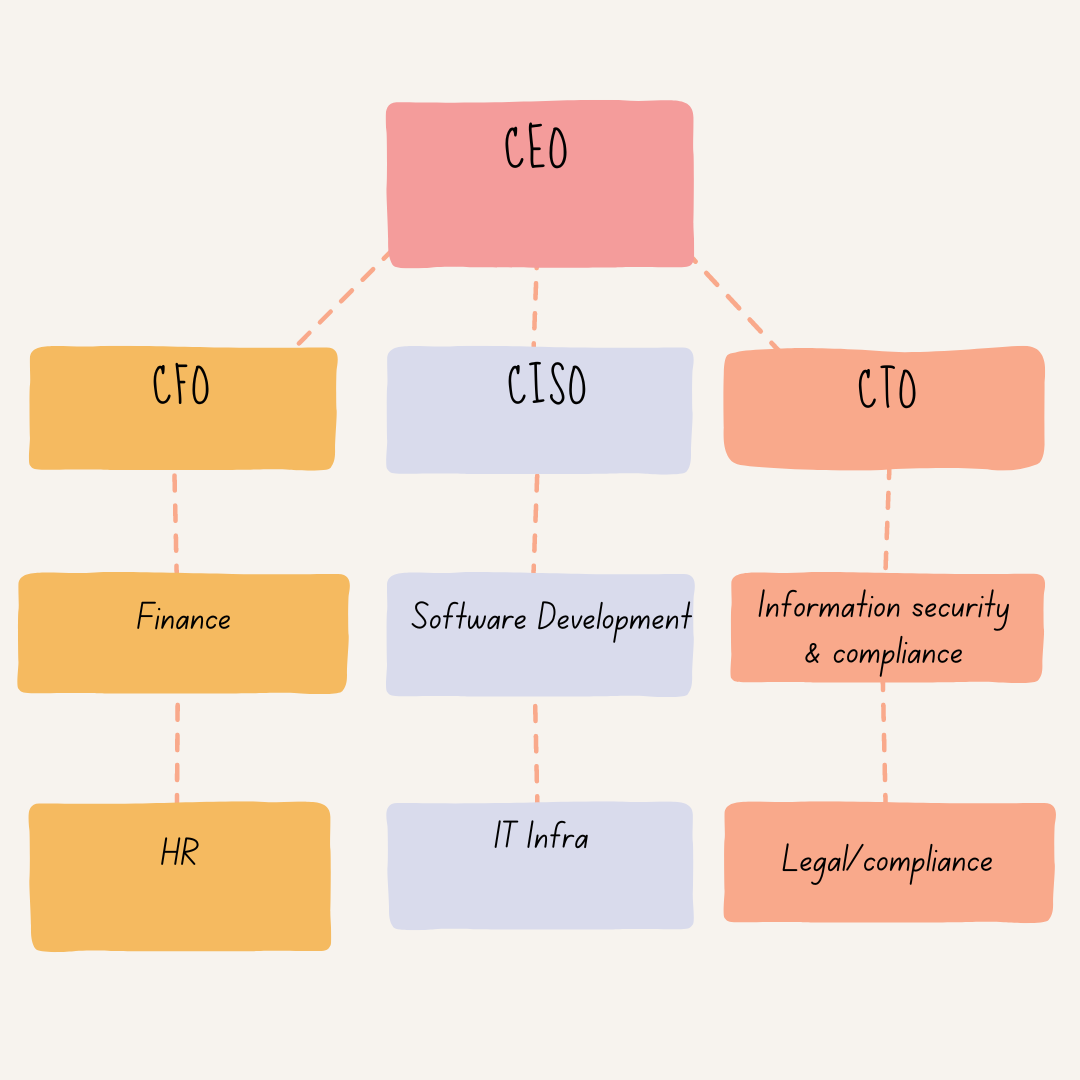 CEO
CFO
CISO
CTO
Finance
Software Development
Information security
& compliance
HR
IT Infra
Legal/compliance